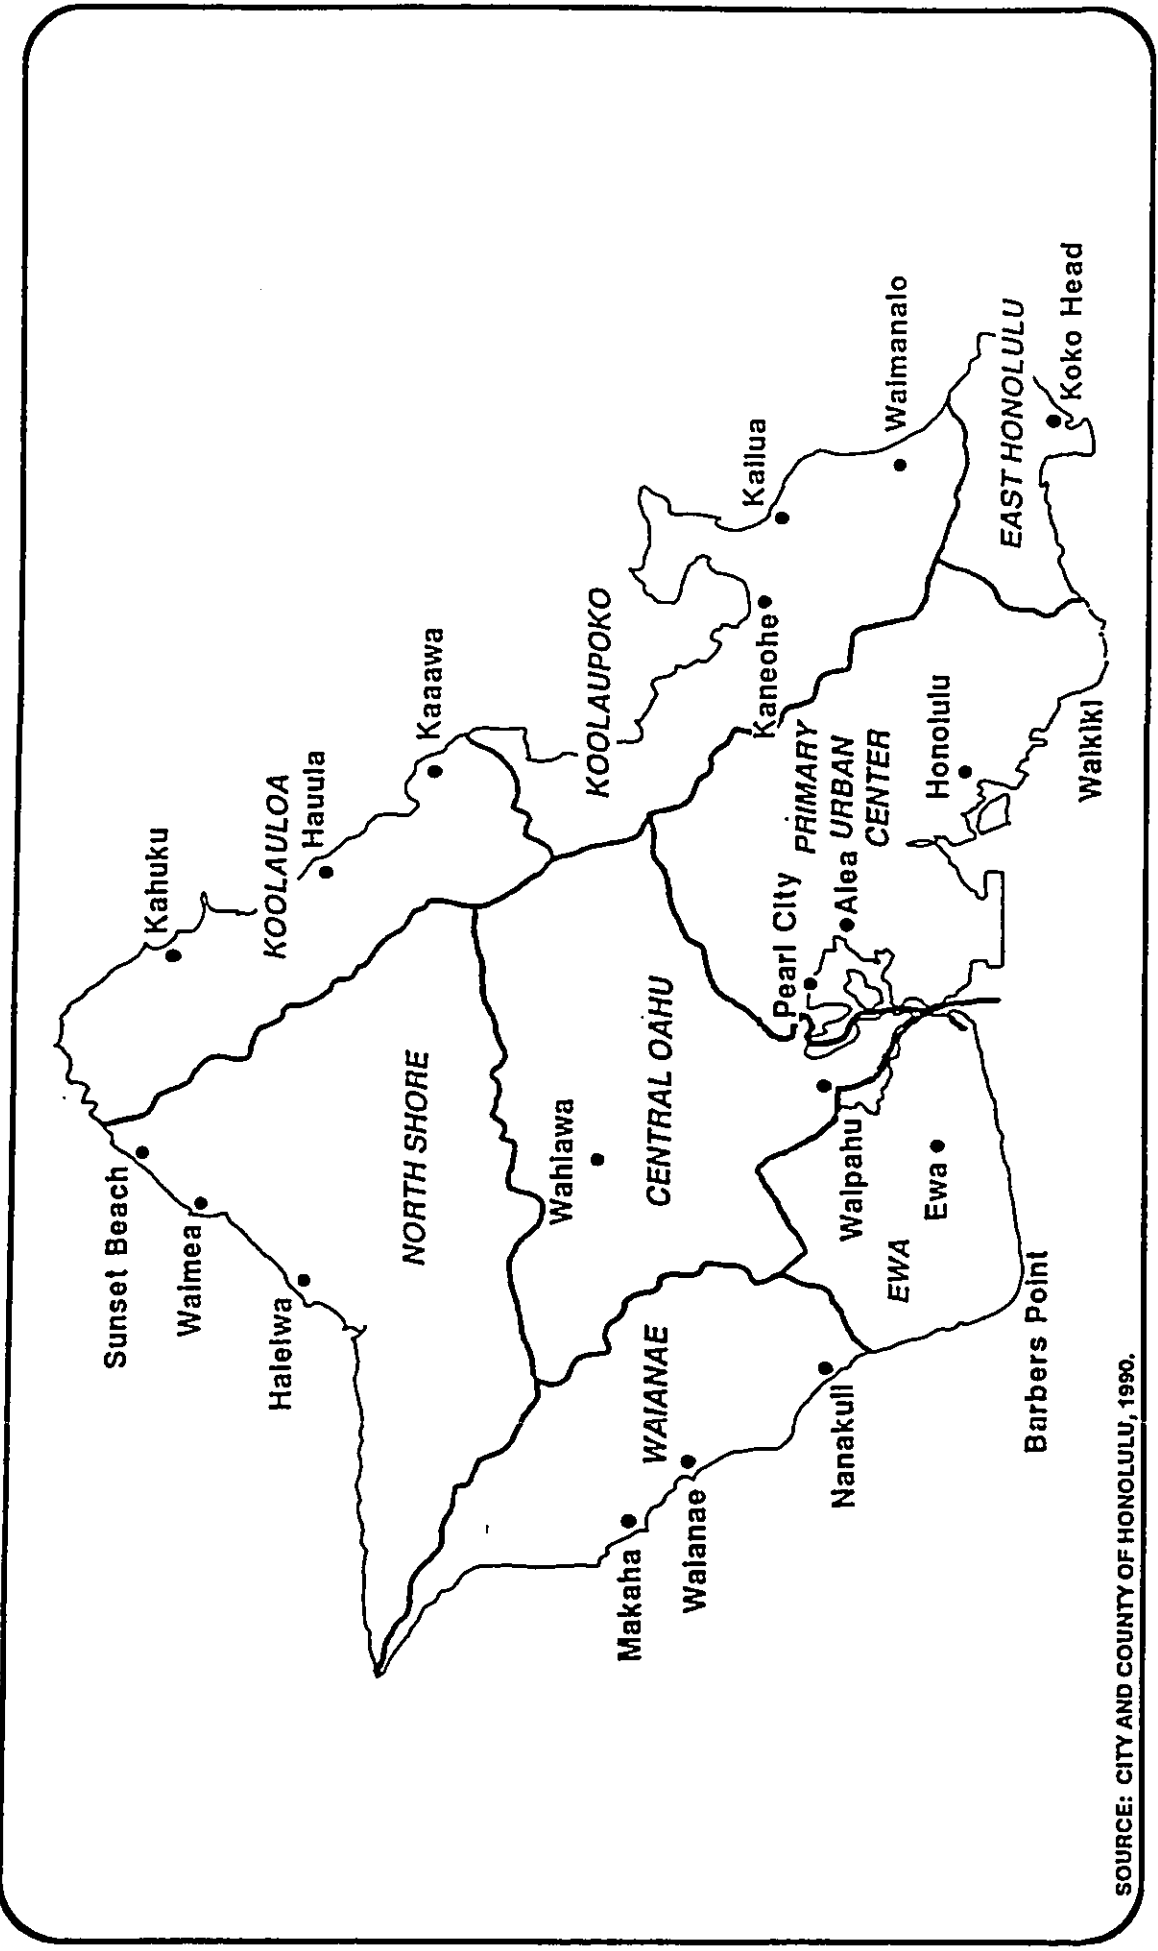 Sunset Beach
Kahuku
Waimea
Haleiwa
KOOLAULOA
Hauula
NORTH SHORE
Kaaawa
Wahiawa
KOOLAUPOKO
Makaha
WAIANAE
CENTRAL OAHU
Waianae
Kailua
Kaneohe
Pearl City
PRIMARY
URBAN
CENTER
Aiea
Nanakuli
Waipahu
EWA
Waimanalo
Ewa
Honolulu
EAST HONOLULU
Barbers Point
Koko Head
Waikiki
SOURCE: CITY AND COUNTY OF HONOLULU, 1990.